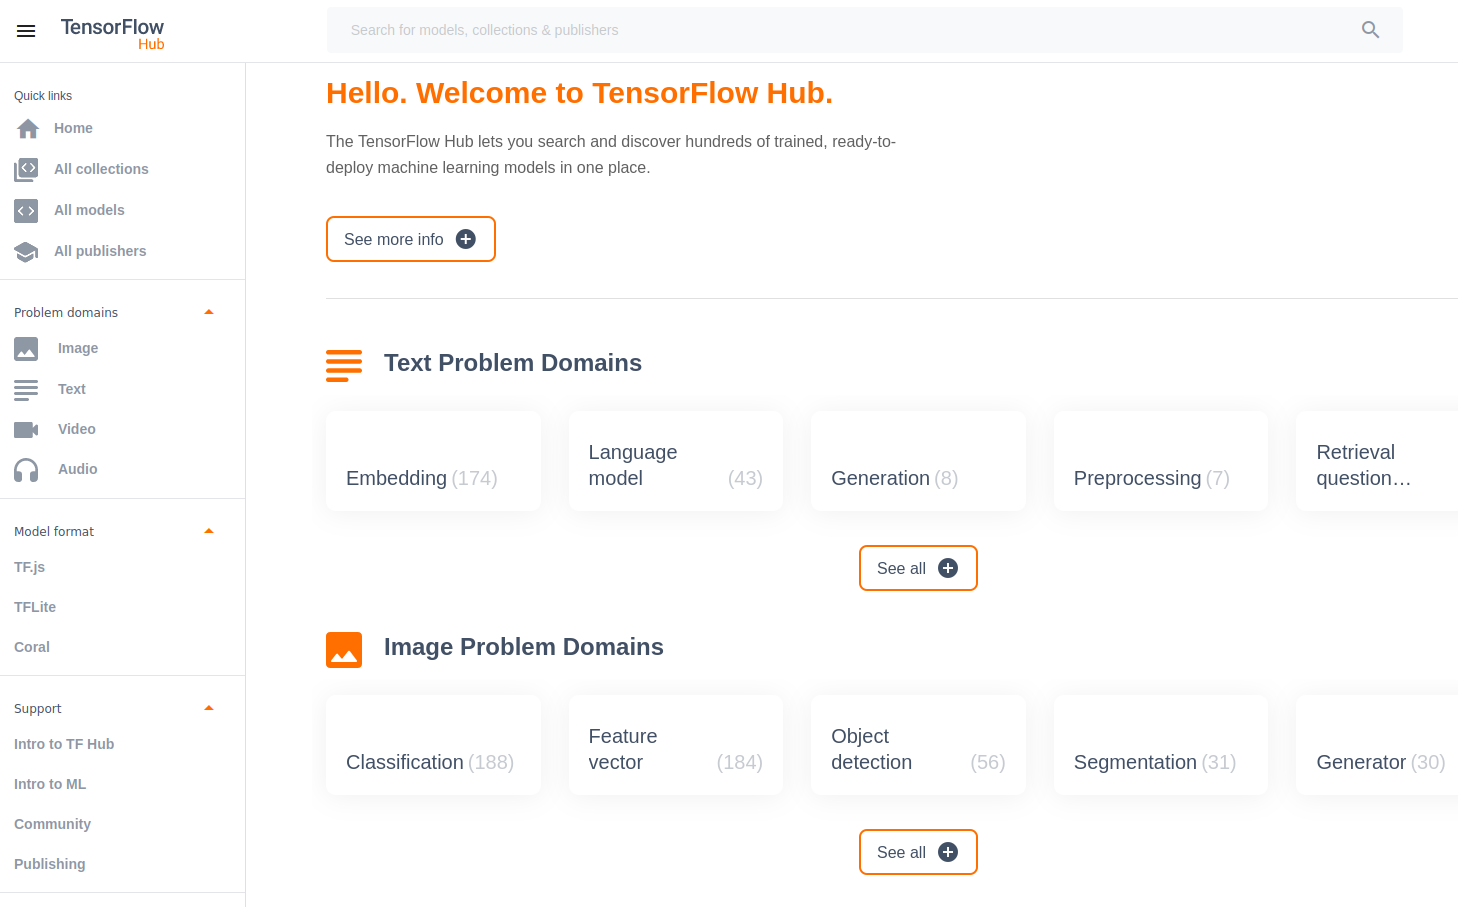 TensorFlow
Hub
Search for models, collections & publishers
Quick links
Home
All collections
All models
All publishers
Problem domains
Image
Text
Video
Audio
Model format
TF.js
TFLite
Coral
Support
Intro to TF Hub
Intro to ML
Community
Publishing
Hello. Welcome to TensorFlow Hub.
The TensorFlow Hub lets you search and discover hundreds of trained, ready-to-
deploy machine learning models in one place.
See more info
Text Problem Domains
Embedding (174)
Language
model (43)
Generation (8)
Preprocessing (7)
Retrieval
question…
See all
Image Problem Domains
Classification (188)
Feature
vector (184)
Object
detection (56)
Segmentation (31)
Generator (30)
See all